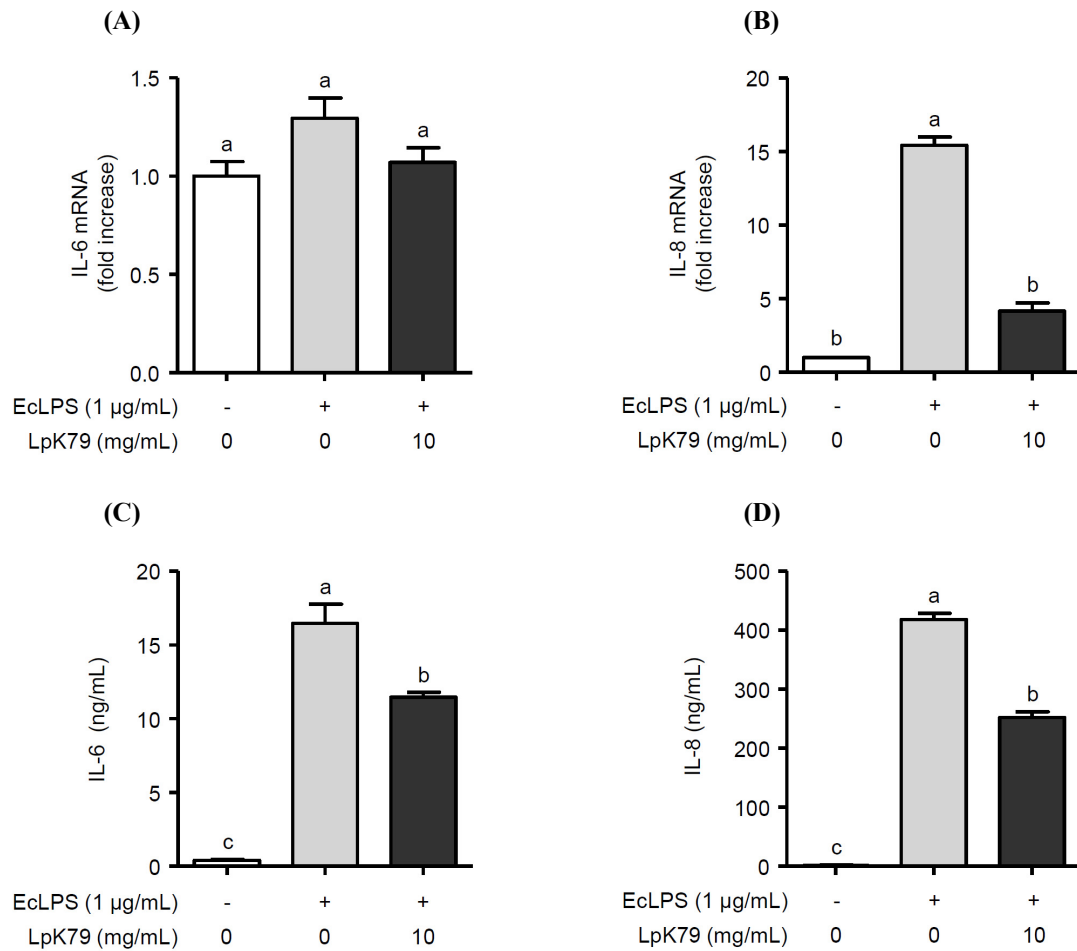 (A)
IL-6 mRNA
(fold increase)
1.5
1.0
0.5
0.0
a
a
a
EcLPS (1 µg/mL) - + +
LpK79 (mg/mL) 0 0 10
(B)
IL-8 mRNA
(fold increase)
20
15
10
5
0
b
a
b
EcLPS (1 µg/mL) - + +
LpK79 (mg/mL) 0 0 10
(C)
IL-6 (ng/mL)
20
15
10
5
0
c
a
b
EcLPS (1 µg/mL) - + +
LpK79 (mg/mL) 0 0 10
(D)
IL-8 (ng/mL)
500
400
300
200
100
0
c
a
b
EcLPS (1 µg/mL) - + +
LpK79 (mg/mL) 0 0 10